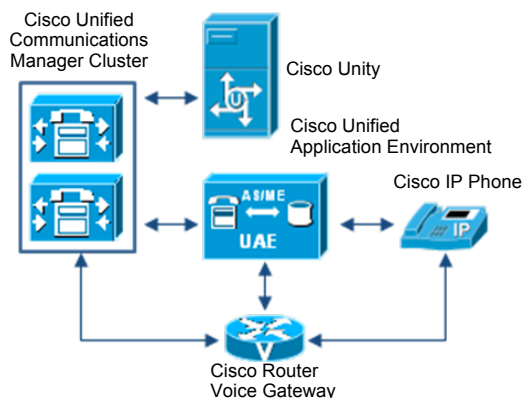 Cisco Unified
Communications
Manager Cluster
Cisco Unity
U
Cisco Unified
Application Environment
Cisco IP Phone
AS/ME
UAE
IP
V
Cisco Router
Voice Gateway